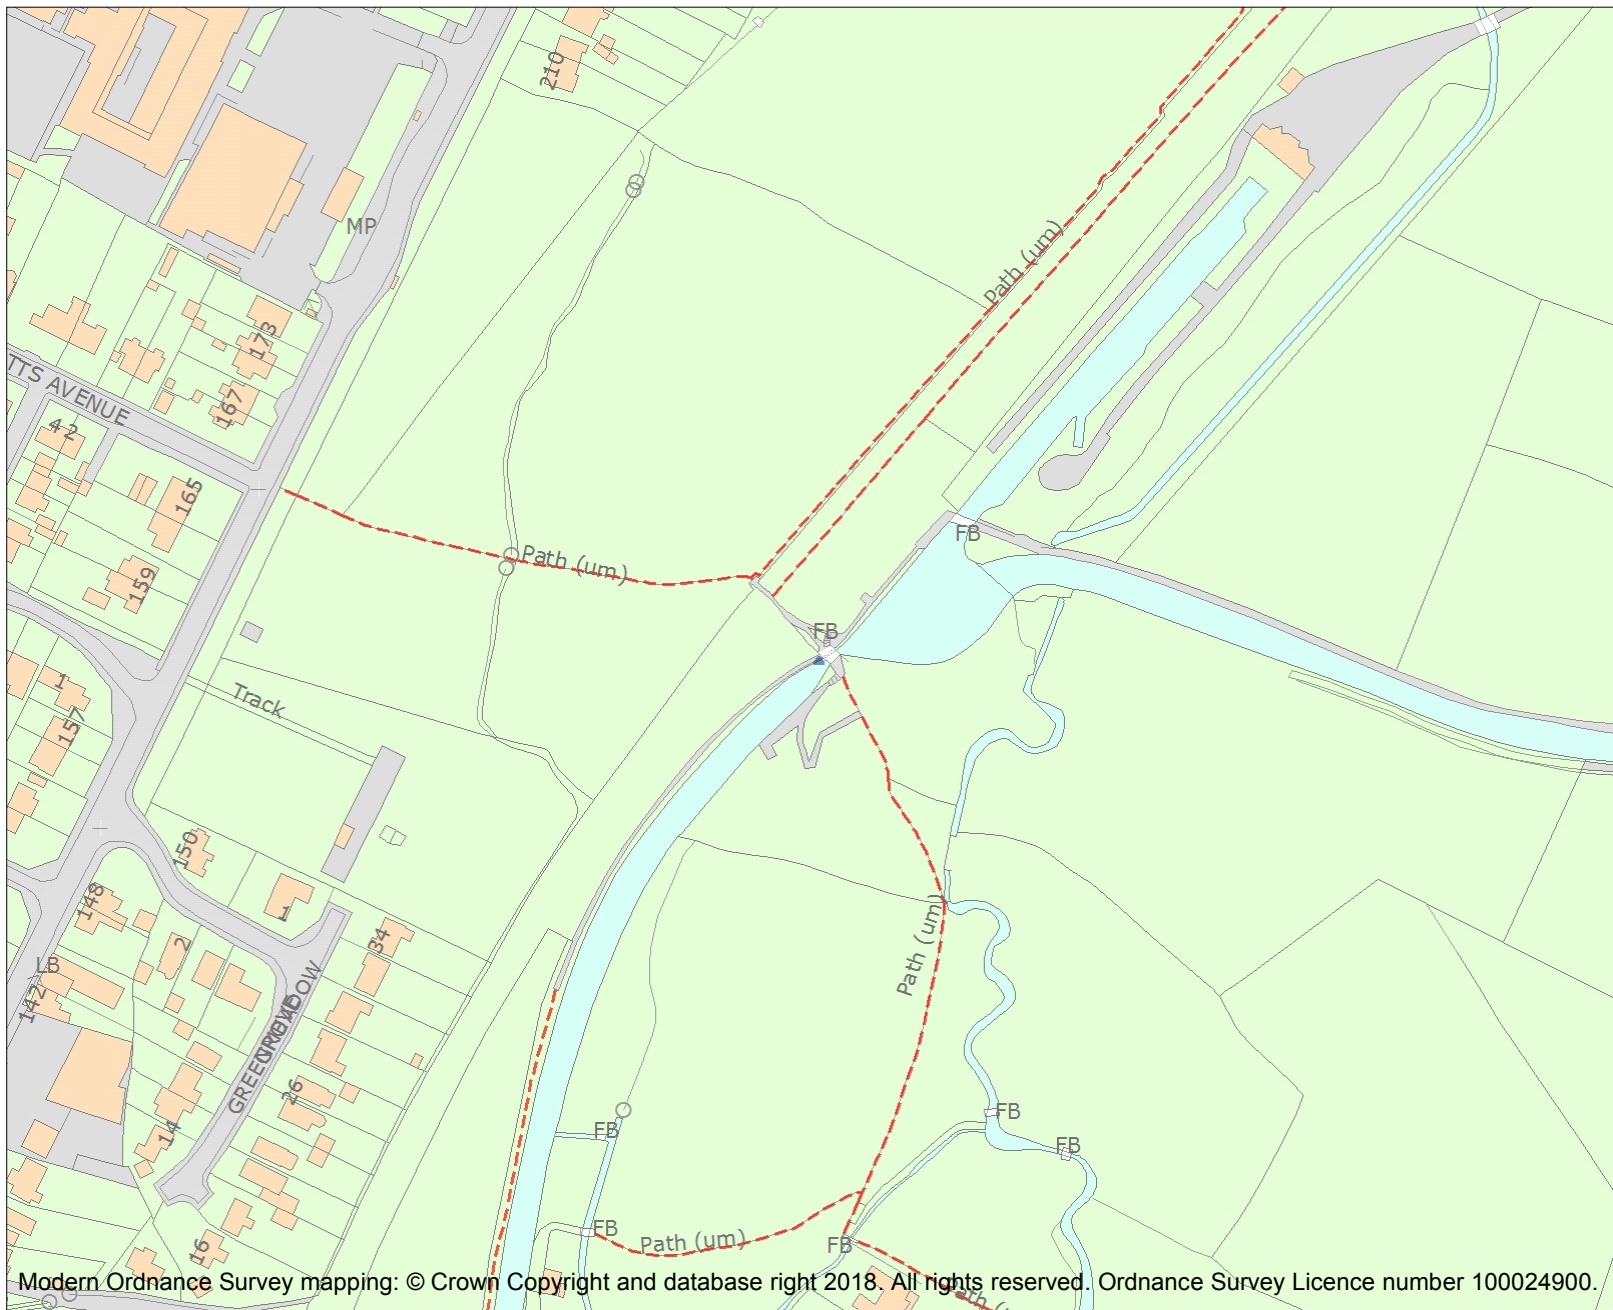 210
MP
Path (um)
173
TTS AVENUE
167
42
165
FB
Path (um)
159
FB
1
Track
157
150
148
1
34
2
Path (um)
LB
142
GREENMEADOW
26
FB
FB
14
FB
FB
Path (um)
FB
16
Modern Ordnance Survey mapping: © Crown Copyright and database right 2018. All rights reserved. Ordnance Survey Licence number 100024900.